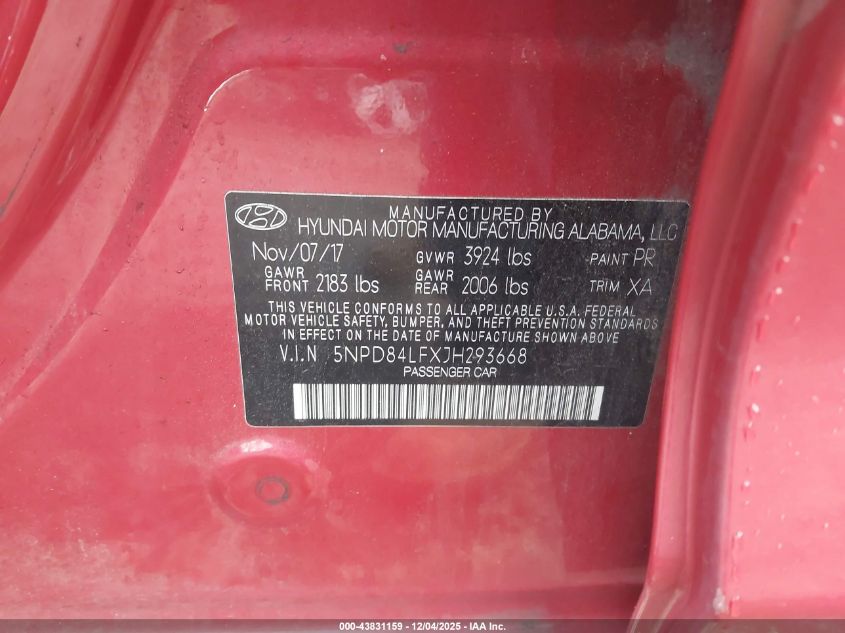 MANUFACTURED BY
HYUNDAI MOTOR MANUFACTURING ALABAMA, LLC
Nov/07/17 GVWR 3924 lbs PAINT PR
GAWR FRONT 2183 lbs GAWR REAR 2006 lbs TRIM XA
THIS VEHICLE CONFORMS TO ALL APPLICABLE U.S.A. FEDERAL
MOTOR VEHICLE SAFETY, BUMPER, AND THEFT PREVENTION STANDARDS
IN EFFECT ON THE DATE OF MANUFACTURE SHOWN ABOVE
V.I.N 5NPD84LFXJH293668
PASSENGER CAR
000-43831159 - 12/04/2025 - IAA Inc.